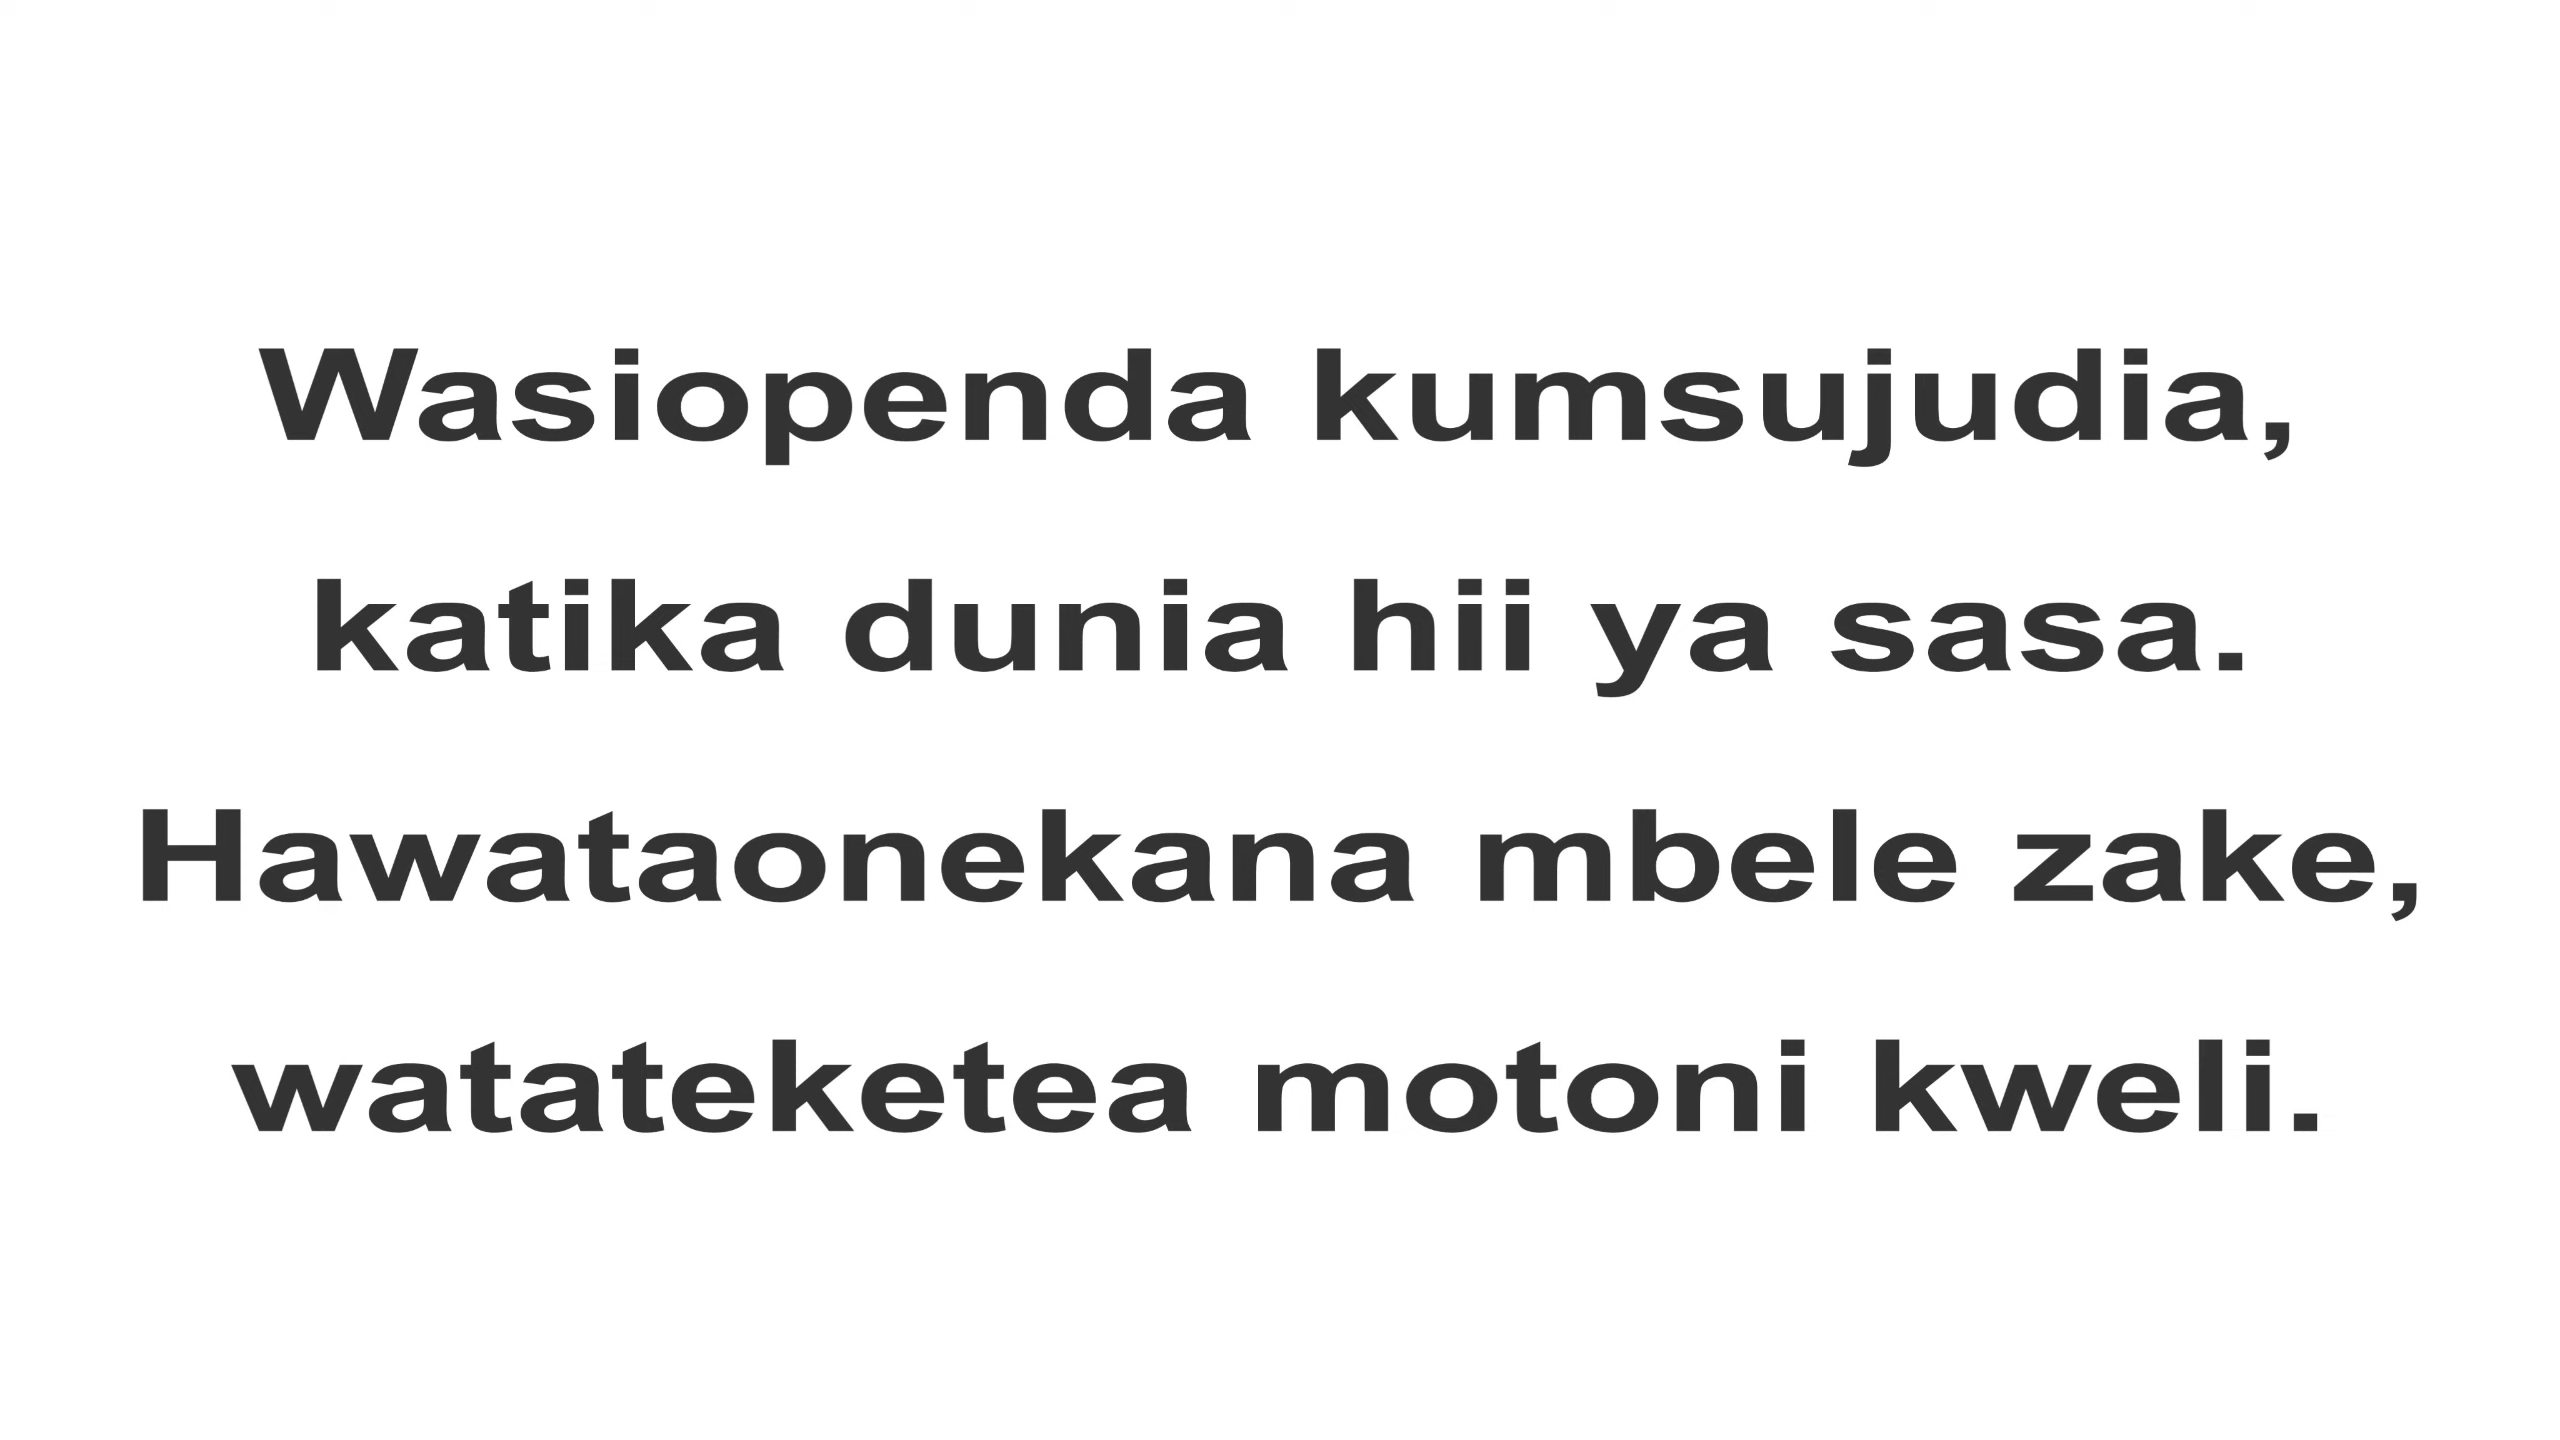 Wasiopenda kumsujudia,
katika dunia hii ya sasa.
Hawataonekana mbele zake,
watateketea motoni kweli.